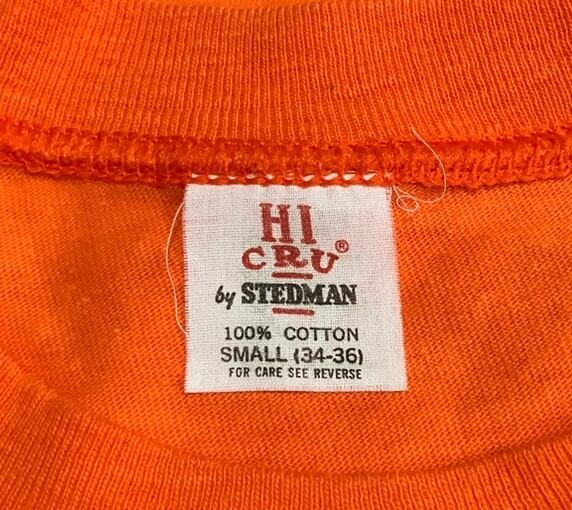 HI
CRU®
by STEDMAN
100% COTTON
SMALL (34-36)
FOR CARE SEE REVERSE